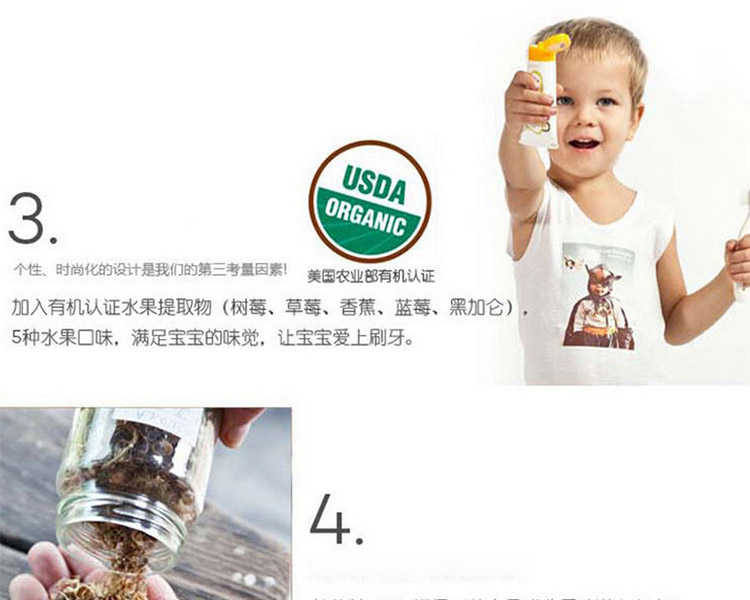 3.
USDA
ORGANIC
个性、时尚化的设计是我们的第三考量因素!
美国农业部有机认证
加入有机认证水果提取物（树莓、草莓、香蕉、蓝莓、黑加仑），
5种水果口味，满足宝宝的味觉，让宝宝爱上刷牙。
4.